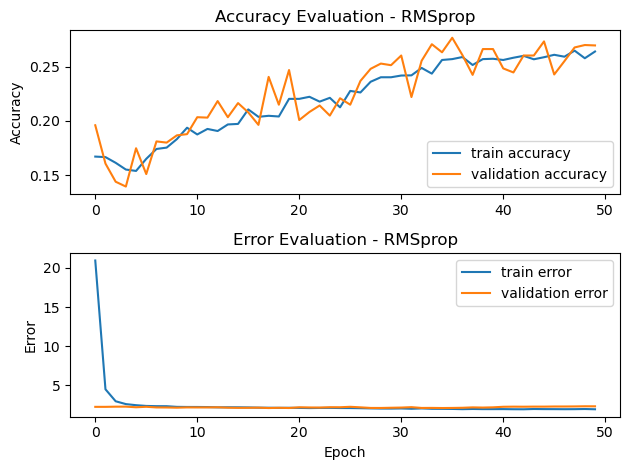 Accuracy Evaluation - RMSprop
Accuracy
0.25
0.20
0.15
train accuracy
validation accuracy
0 10 20 30 40 50
Error Evaluation - RMSprop
Error
20
15
10
5
train error
validation error
0 10 20 30 40 50
Epoch